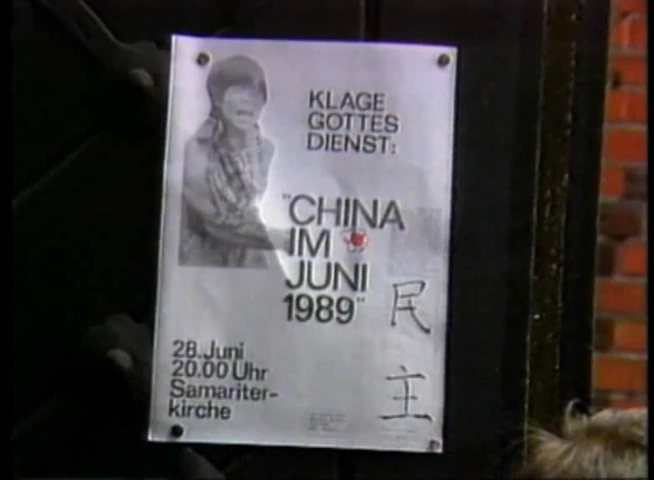 KLAGE
GOTTES
DIENST:
"CHINA
IM
JUNI
1989"
民
主
28.Juni
20.00 Uhr
Samariter-
kirche